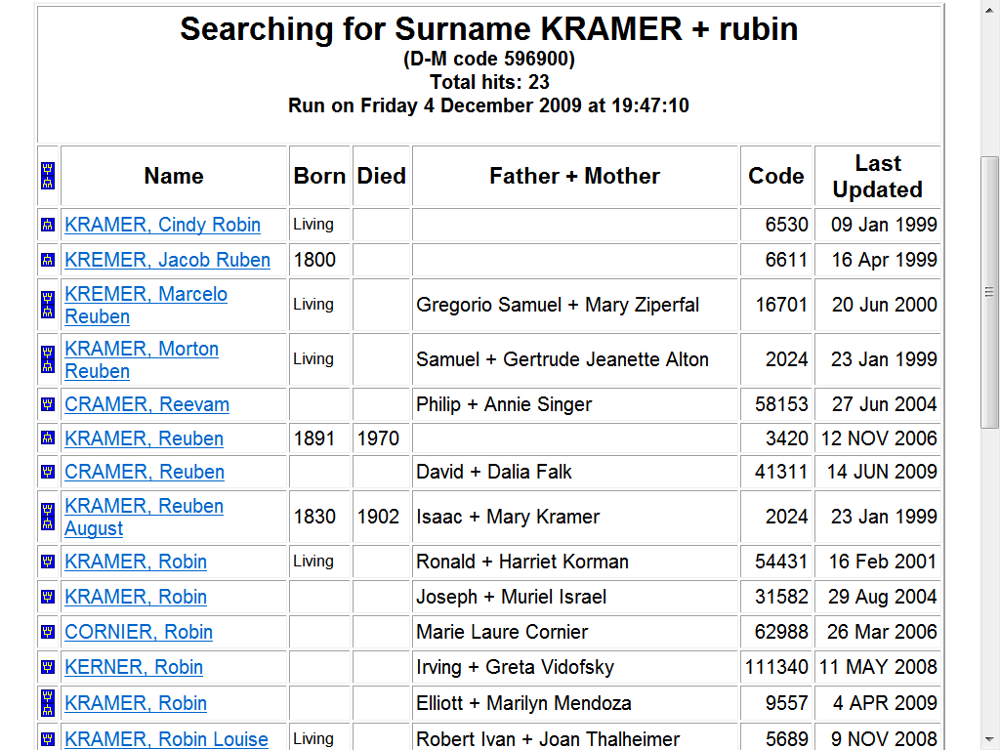 Searching for Surname KRAMER + rubin
(D-M code 596900)
Total hits: 23
Run on Friday 4 December 2009 at 19:47:10
Name Born Died Father + Mother Code Last Updated
KRAMER, Cindy Robin Living 6530 09 Jan 1999
KREMER, Jacob Ruben 1800 6611 16 Apr 1999
KREMER, Marcelo Reuben Living Gregorio Samuel + Mary Ziperfal 16701 20 Jun 2000
KRAMER, Morton Reuben Living Samuel + Gertrude Jeanette Alton 2024 23 Jan 1999
CRAMER, Reevam Philip + Annie Singer 58153 27 Jun 2004
KRAMER, Reuben 1891 1970 3420 12 NOV 2006
CRAMER, Reuben David + Dalia Falk 41311 14 JUN 2009
KRAMER, Reuben August 1830 1902 Isaac + Mary Kramer 2024 23 Jan 1999
KRAMER, Robin Living Ronald + Harriet Korman 54431 16 Feb 2001
KRAMER, Robin Joseph + Muriel Israel 31582 29 Aug 2004
CORNIER, Robin Marie Laure Cornier 62988 26 Mar 2006
KERNER, Robin Irving + Greta Vidofsky 111340 11 MAY 2008
KRAMER, Robin Elliott + Marilyn Mendoza 9557 4 APR 2009
KRAMER, Robin Louise Living Robert Ivan + Joan Thalheimer 5689 9 NOV 2008